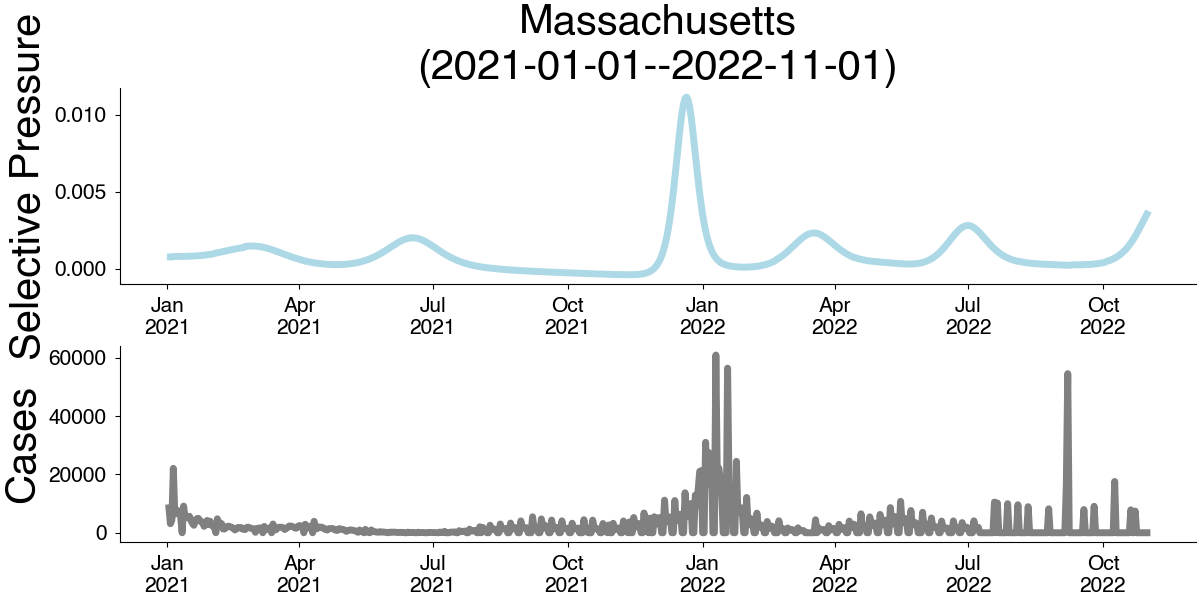 Massachusetts
(2021-01-01--2022-11-01)
Selective Pressure
0.010
0.005
0.000
Jan Apr Jul Oct Jan Apr Jul Oct
2021 2021 2021 2021 2022 2022 2022 2022
Cases
60000
40000
20000
0
Jan Apr Jul Oct Jan Apr Jul Oct
2021 2021 2021 2021 2022 2022 2022 2022